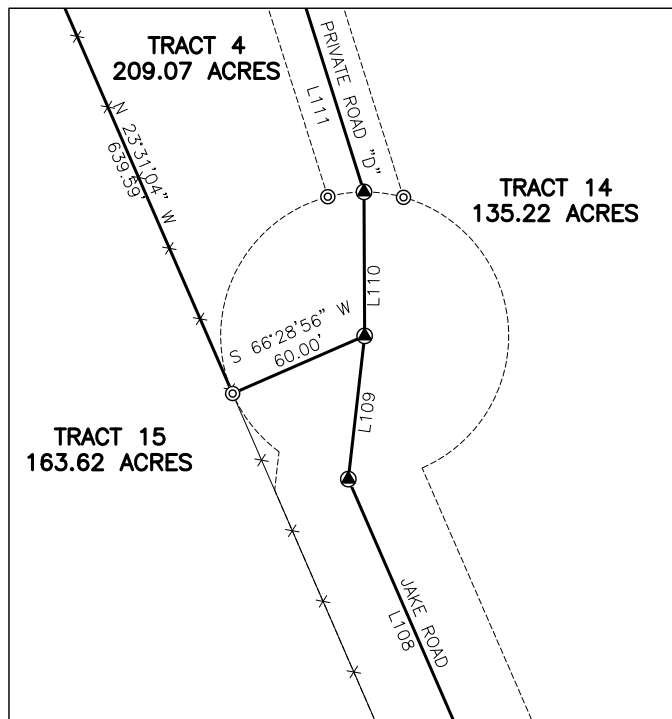 TRACT 4
209.07 ACRES
PRIVATE ROAD "D"
L111
N 23°31'04" W
639.59'
TRACT 14
135.22 ACRES
L110
S 66°28'56" W
60.00'
L109
TRACT 15
163.62 ACRES
JAKE ROAD
L108